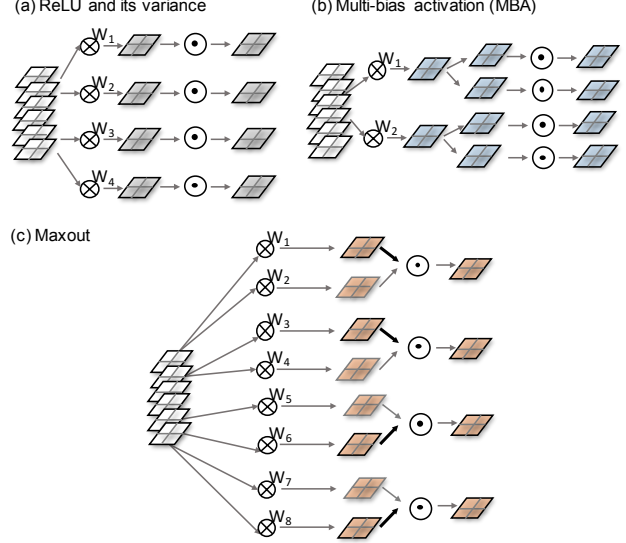 (a) ReLU and its variance
(b) Multi-bias activation (MBA)
W1
W2
W3
W4
W1
W2
(c) Maxout
W1
W2
W3
W4
W5
W6
W7
W8